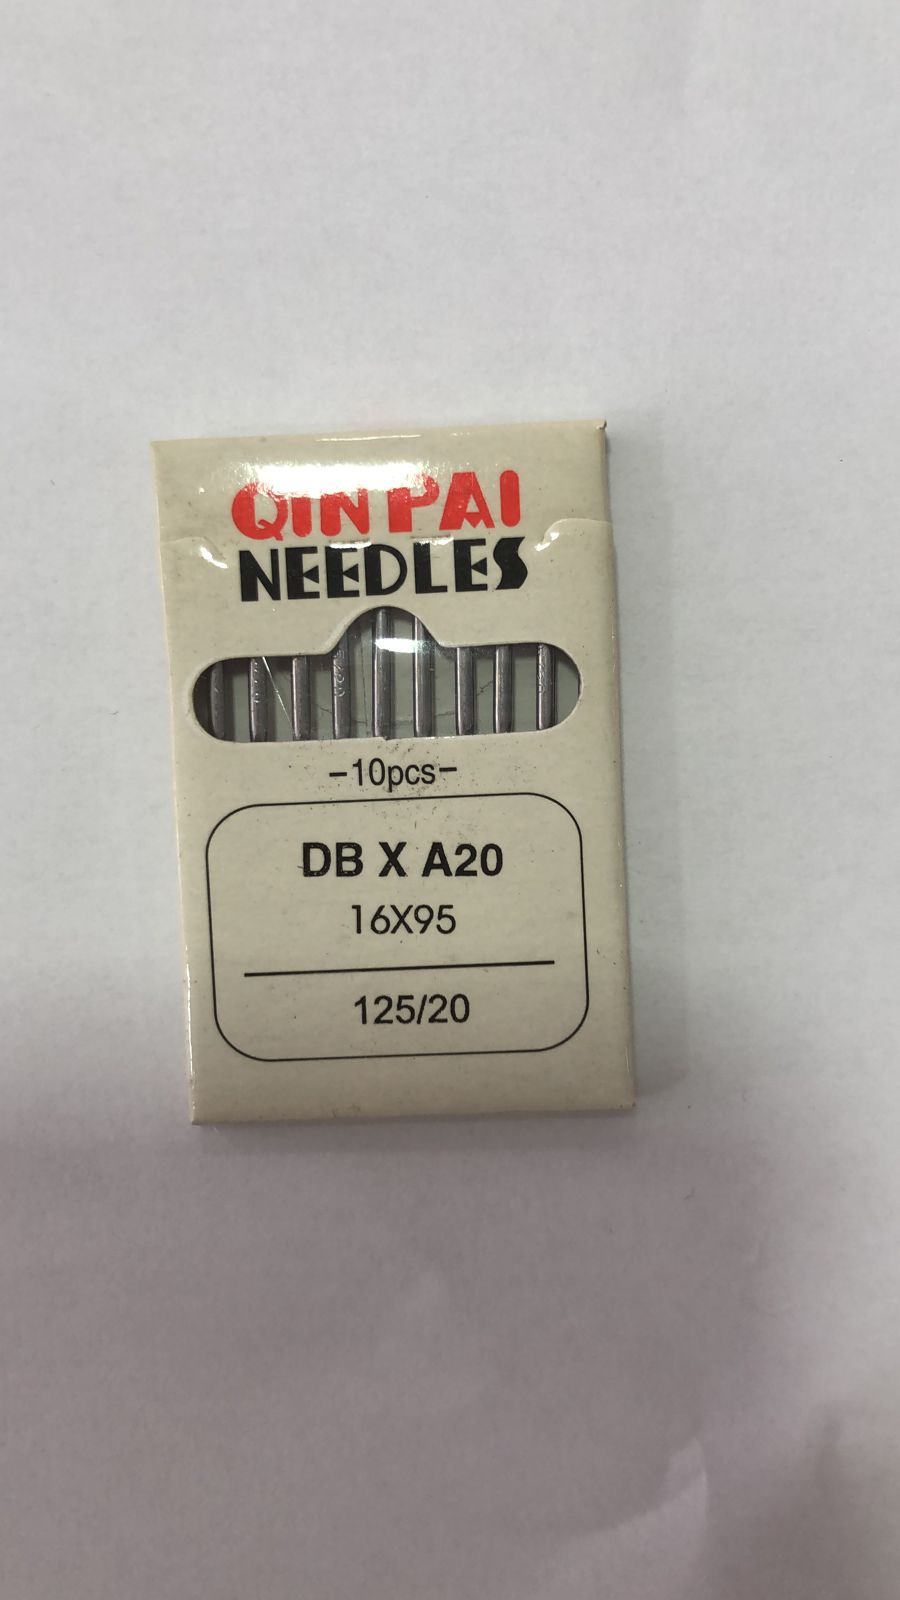 QIN PAI
NEEDLES
-10pcs-
DB X A20
16X95
125/20